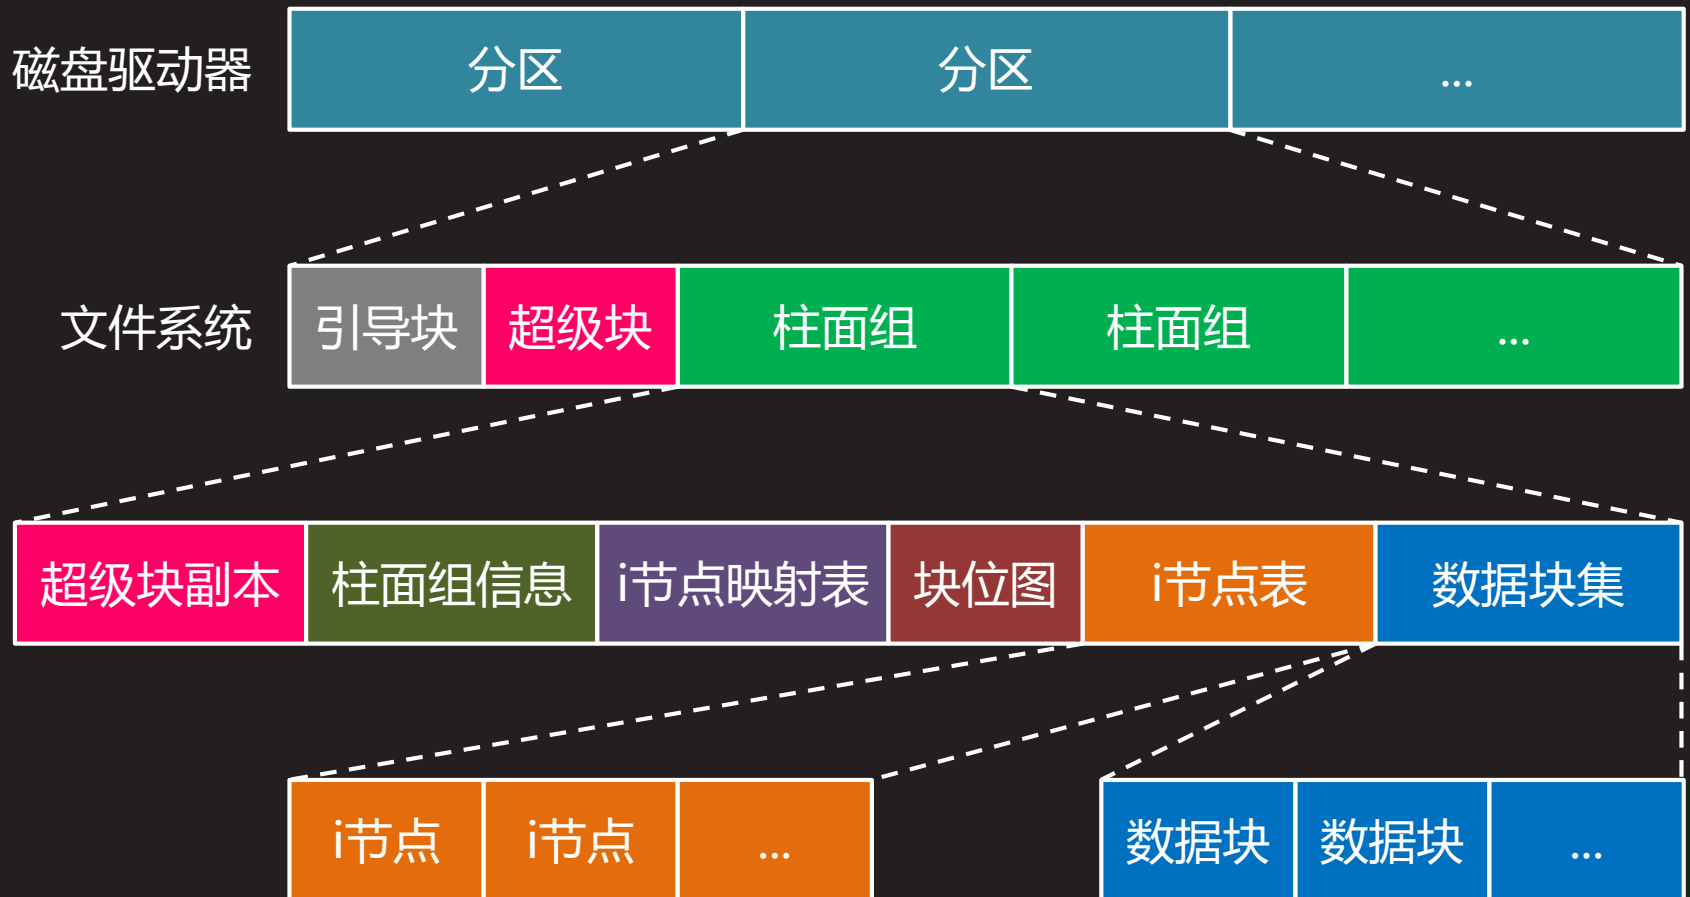 磁盘驱动器 分区 分区 ...
文件系统 引导块 超级块 柱面组 柱面组 ...
超级块副本 柱面组信息 i节点映射表 块位图 i节点表 数据块集
i节点 i节点 ... 数据块 数据块 ...